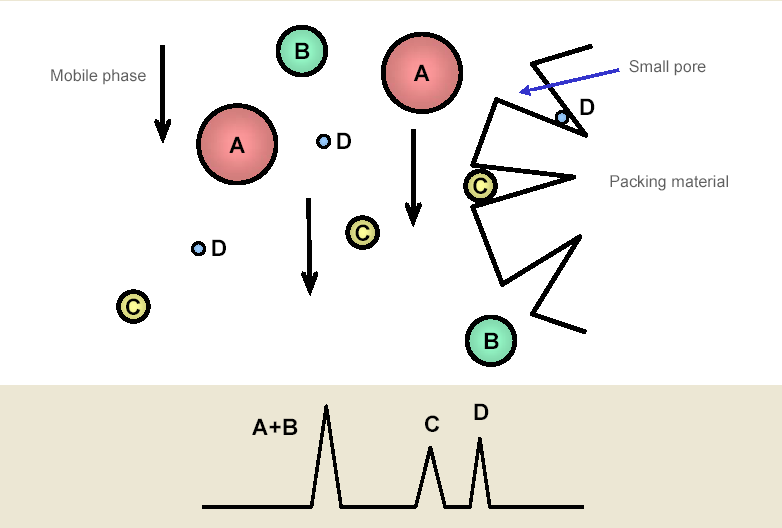 B
A
Small pore
Mobile phase
D
A
D
C
Packing material
C
D
C
B
A+B
C
D